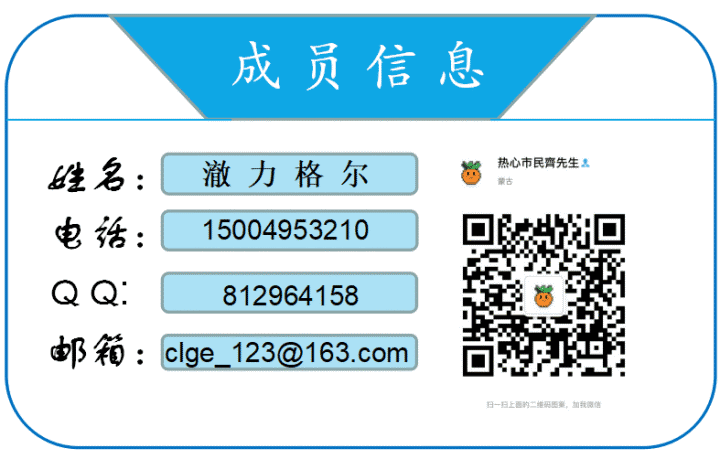 成员信息
姓名：澈力格尔
电话：15004953210
QQ：812964158
邮箱：clge_123@163.com
热心市民齊先生
蒙古
扫一扫上面的二维码图案，加我微信